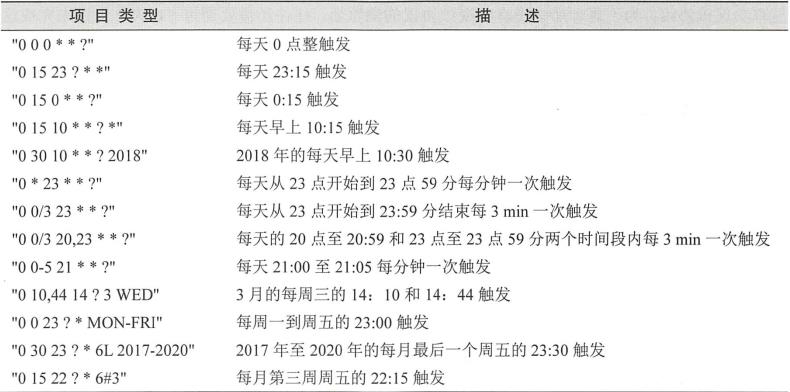 项 目 类 型 描 述
"0 0 0 * * ?" 每天 0 点整触发
"0 15 23 ? * *" 每天 23:15 触发
"0 15 0 * * ?" 每天 0:15 触发
"0 15 10 * * ? *" 每天早上 10:15 触发
"0 30 10 * * ? 2018" 2018 年的每天早上 10:30 触发
"0 * 23 * * ?" 每天从 23 点开始到 23 点 59 分每分钟一次触发
"0 0/3 23 * * ?" 每天从 23 点开始到 23:59 分结束每 3 min 一次触发
"0 0/3 20,23 * * ?" 每天的 20 点至 20:59 和 23 点至 23 点 59 分两个时间段内每 3 min 一次触发
"0 0-5 21 * * ?" 每天 21:00 至 21:05 每分钟一次触发
"0 10,44 14 ? 3 WED" 3 月的每周三的 14：10 和 14：44 触发
"0 0 23 ? * MON-FRI" 每周一到周五的 23:00 触发
"0 30 23 ? * 6L 2017-2020" 2017 年至 2020 年的每月最后一个周五的 23:30 触发
"0 15 22 ? * 6#3" 每月第三周周五的 22:15 触发